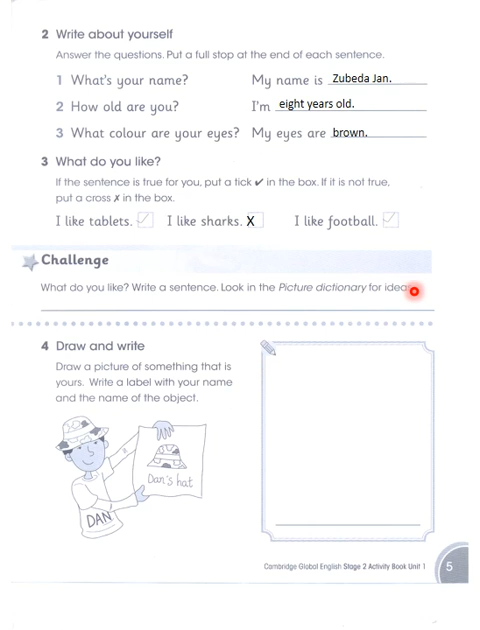 2 Write about yourself
Answer the questions. Put a full stop at the end of each sentence.
1 What's your name? My name is Zubeda Jan.
2 How old are you? I'm eight years old.
3 What colour are your eyes? My eyes are brown.
3 What do you like?
If the sentence is true for you, put a tick ✔ in the box. If it is not true,
put a cross ✗ in the box.
I like tablets. ✓ I like sharks. X I like football. ✓
Challenge
What do you like? Write a sentence. Look in the Picture dictionary for ideas
4 Draw and write
Draw a picture of something that is
yours. Write a label with your name
and the name of the object.
Dan's hat
DAN
Cambridge Global English Stage 2 Activity Book Unit 1 5